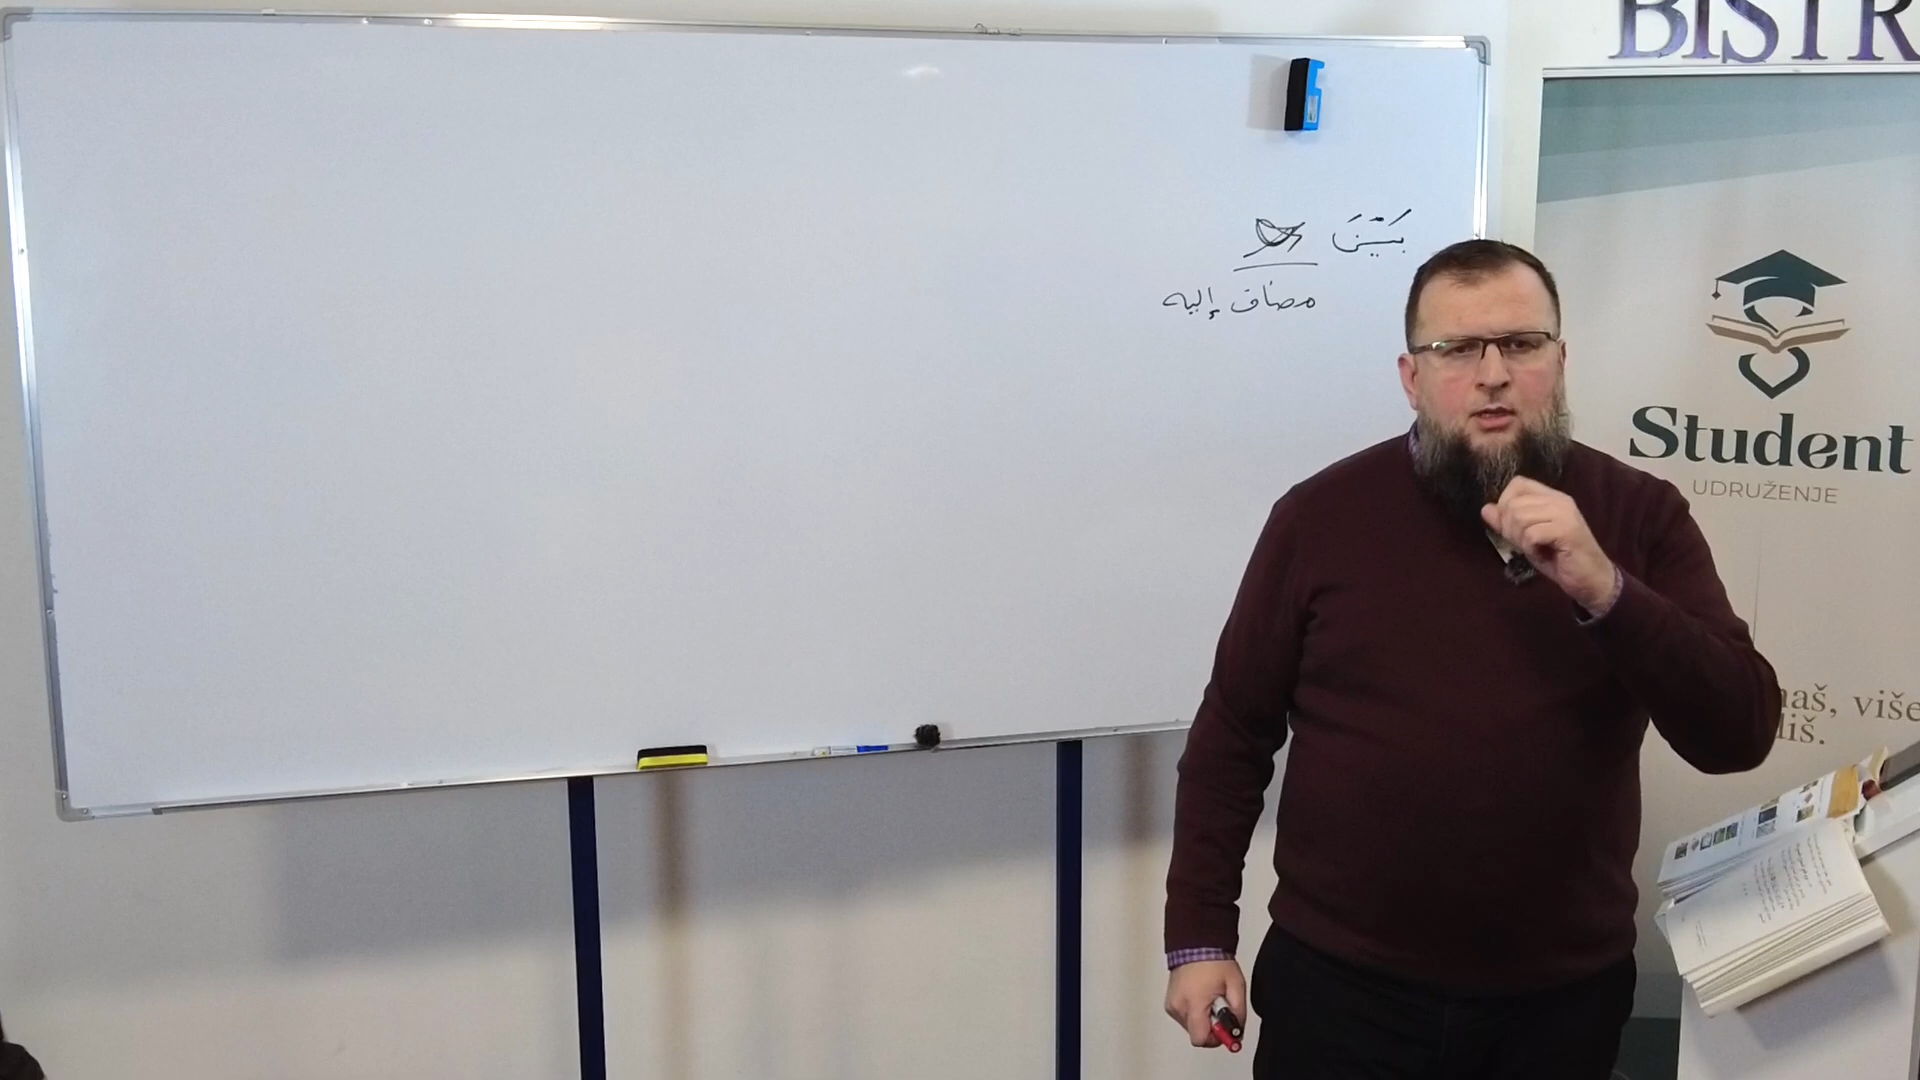 بَيْنَ
مضاف إليه
BISTR
Student
UDRUŽENJE
naš, više
diš.